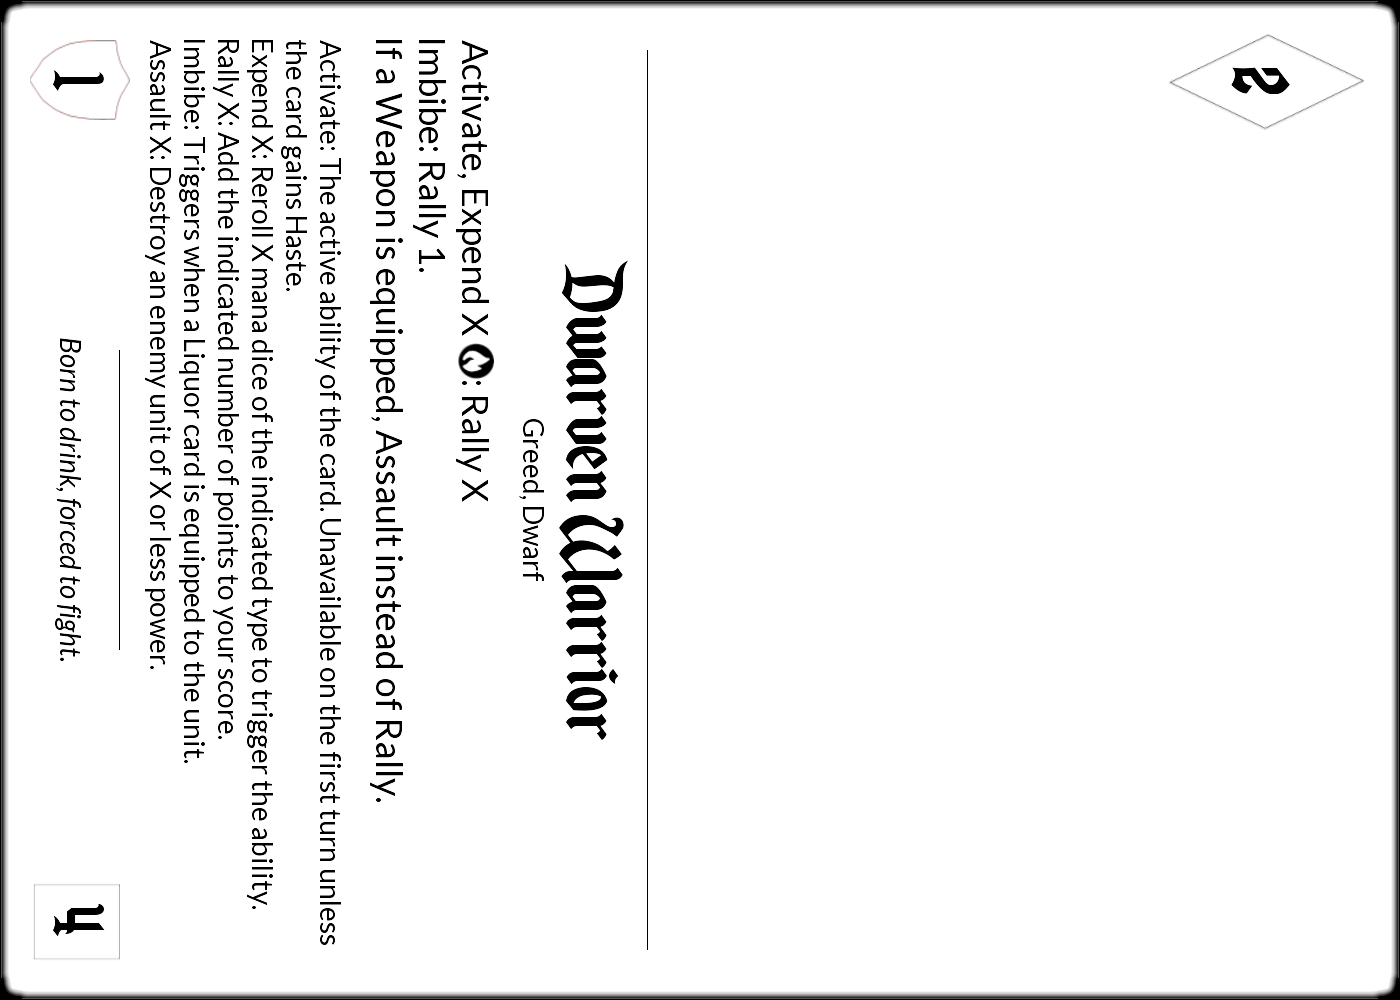 2
Dwarven Warrior
Greed, Dwarf
Activate, Expend X : Rally X
Imbibe: Rally 1.
If a Weapon is equipped, Assault instead of Rally.
Activate: The active ability of the card. Unavailable on the first turn unless
the card gains Haste.
Expend X: Reroll X mana dice of the indicated type to trigger the ability.
Rally X: Add the indicated number of points to your score.
Imbibe: Triggers when a Liquor card is equipped to the unit.
Assault X: Destroy an enemy unit of X or less power.
Born to drink, forced to fight.
1
4